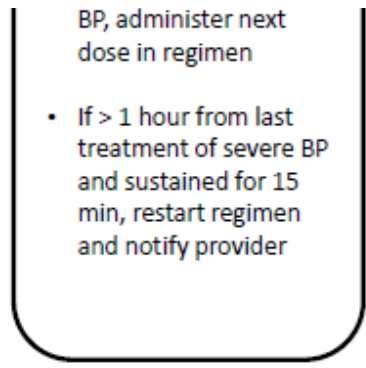 BP, administer next
dose in regimen
• If > 1 hour from last
treatment of severe BP
and sustained for 15
min, restart regimen
and notify provider